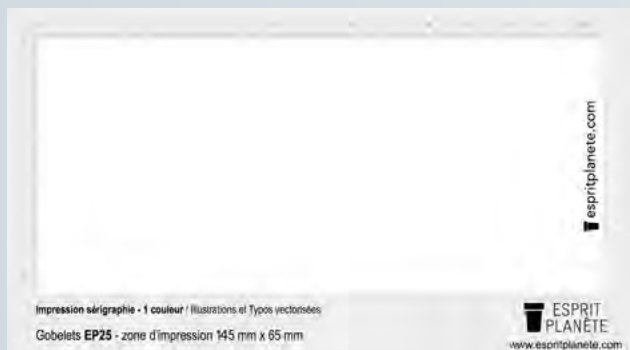 espritplanete.com
Impression sérigraphie - 1 couleur / Illustrations et Typos vectorisées
Gobelets EP25 - zone d'impression 145 mm x 65 mm
ESPRIT
PLANÈTE
www.espritplanete.com